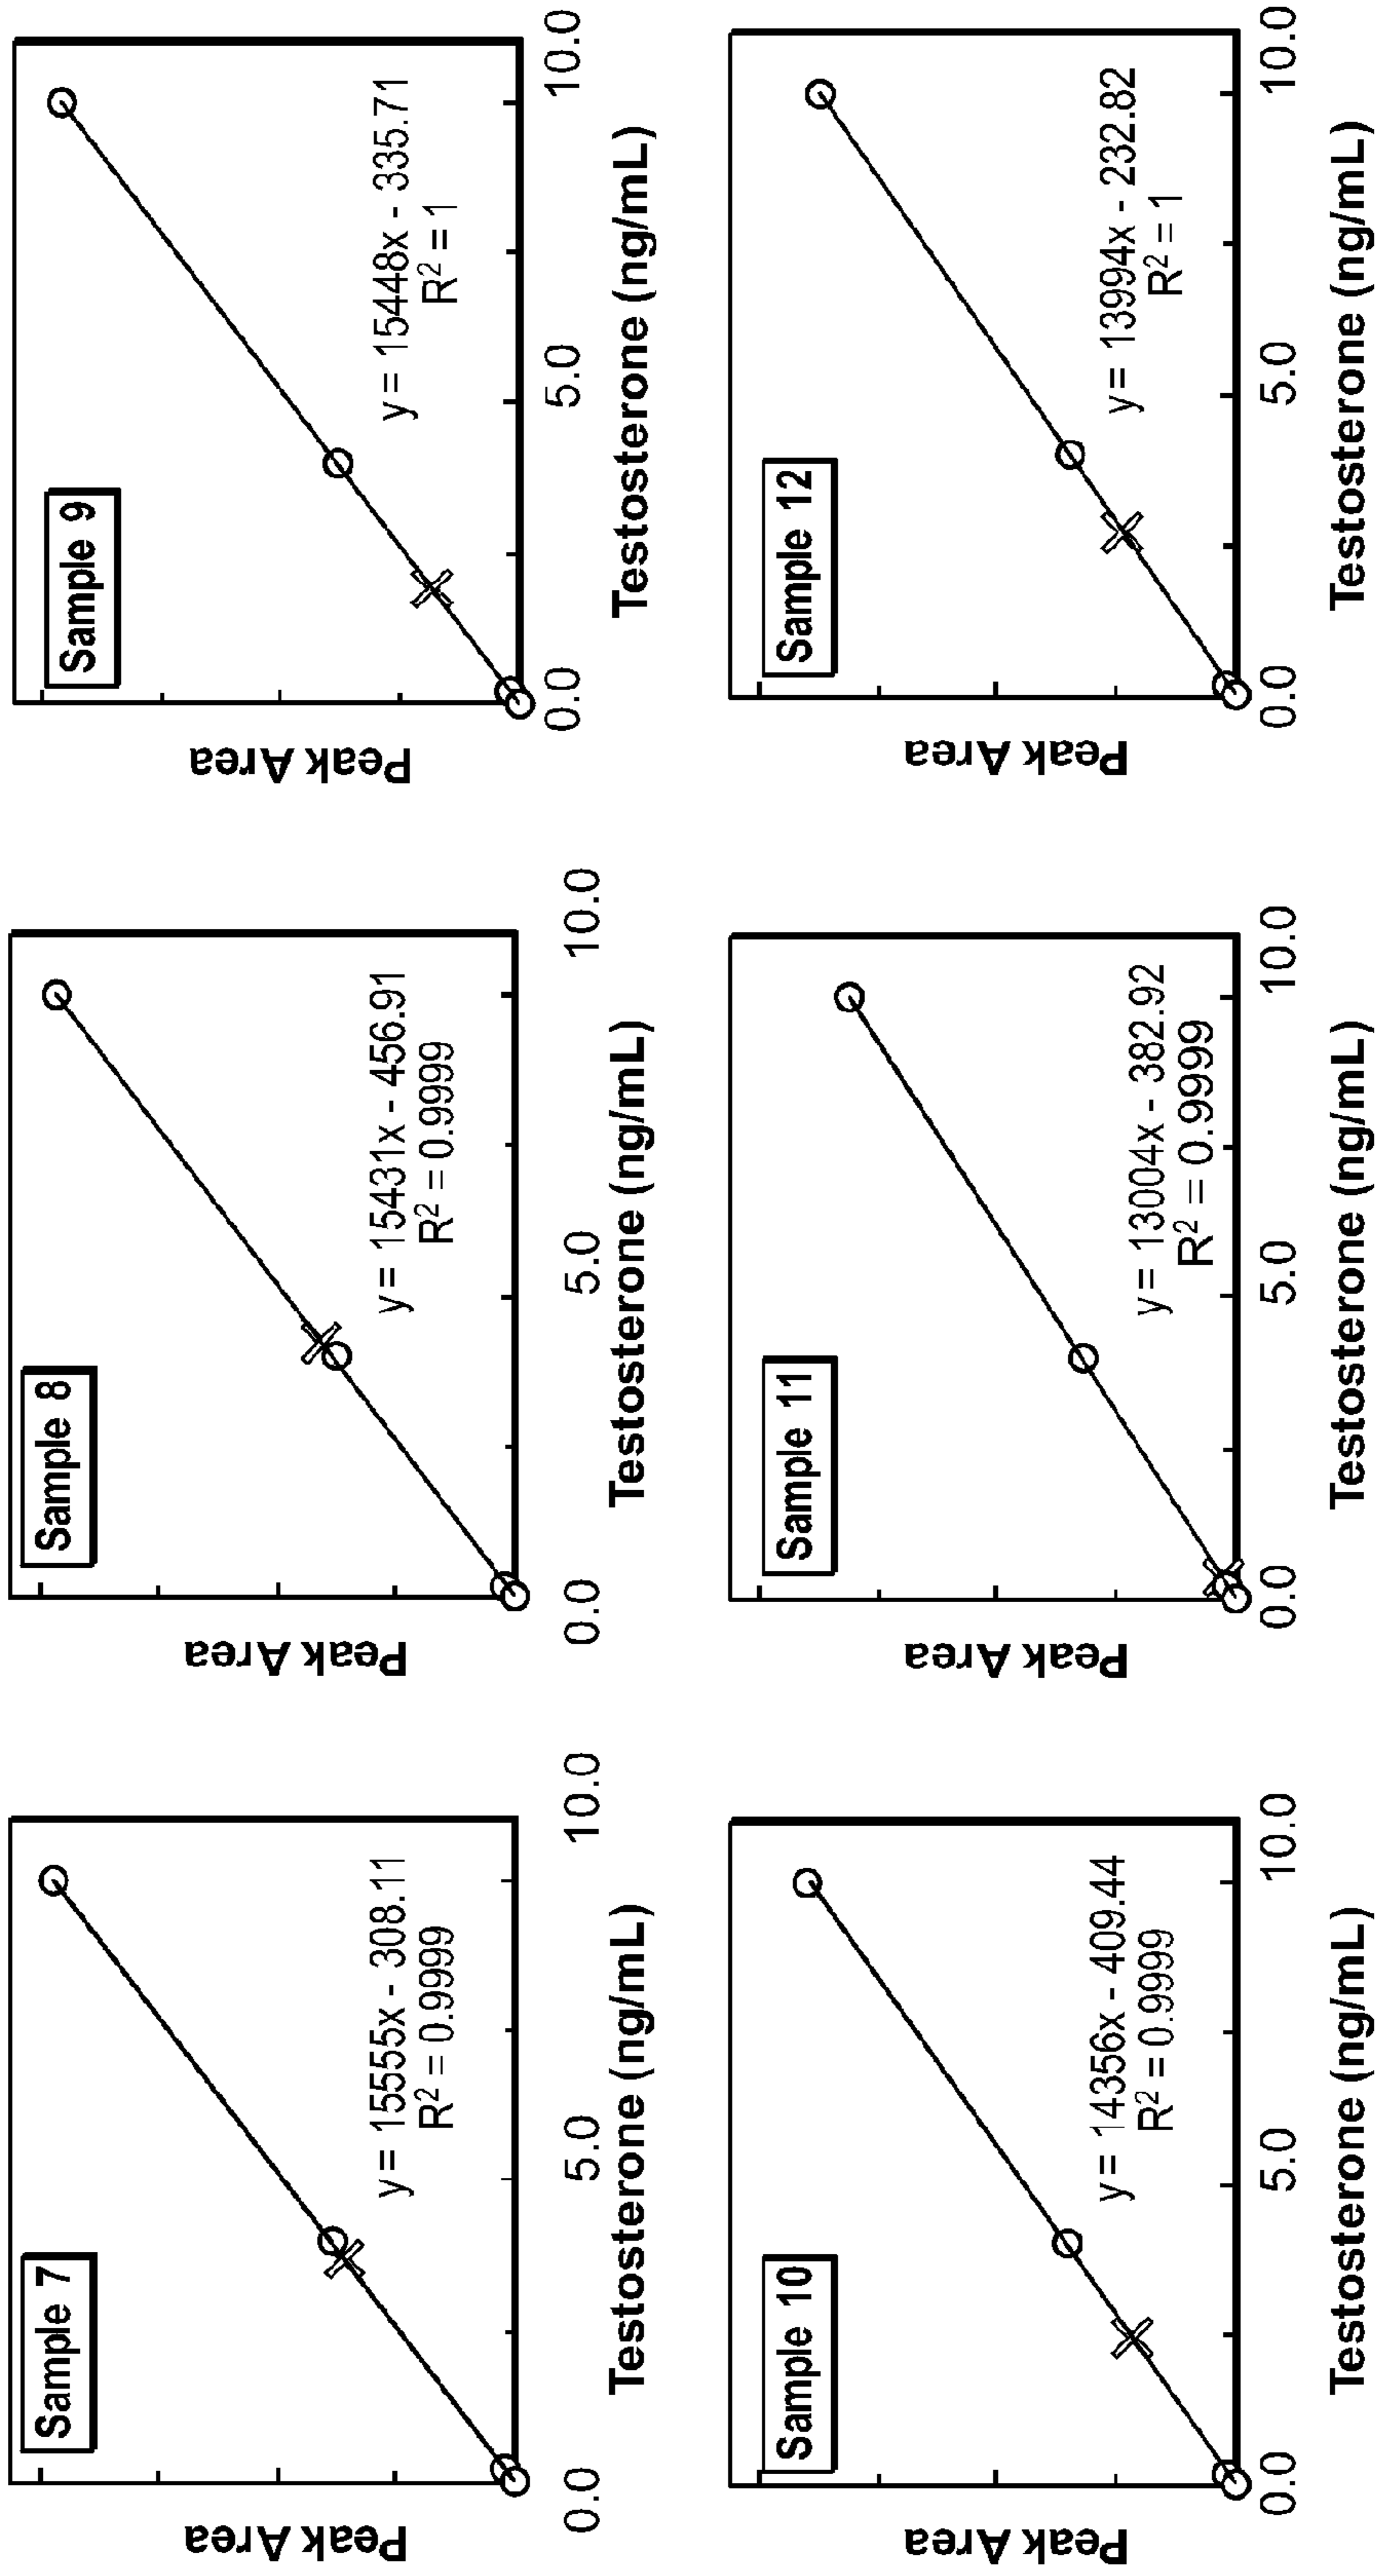 Sample 7
Peak Area
y = 15555x - 308.11
R² = 0.9999
0.0 5.0 10.0
Testosterone (ng/mL)
Sample 8
Peak Area
y = 15431x - 456.91
R² = 0.9999
0.0 5.0 10.0
Testosterone (ng/mL)
Sample 9
Peak Area
y = 15448x - 335.71
R² = 1
0.0 5.0 10.0
Testosterone (ng/mL)
Sample 10
Peak Area
y = 14356x - 409.44
R² = 0.9999
0.0 5.0 10.0
Testosterone (ng/mL)
Sample 11
Peak Area
y = 13004x - 382.92
R² = 0.9999
0.0 5.0 10.0
Testosterone (ng/mL)
Sample 12
Peak Area
y = 13994x - 232.82
R² = 1
0.0 5.0 10.0
Testosterone (ng/mL)